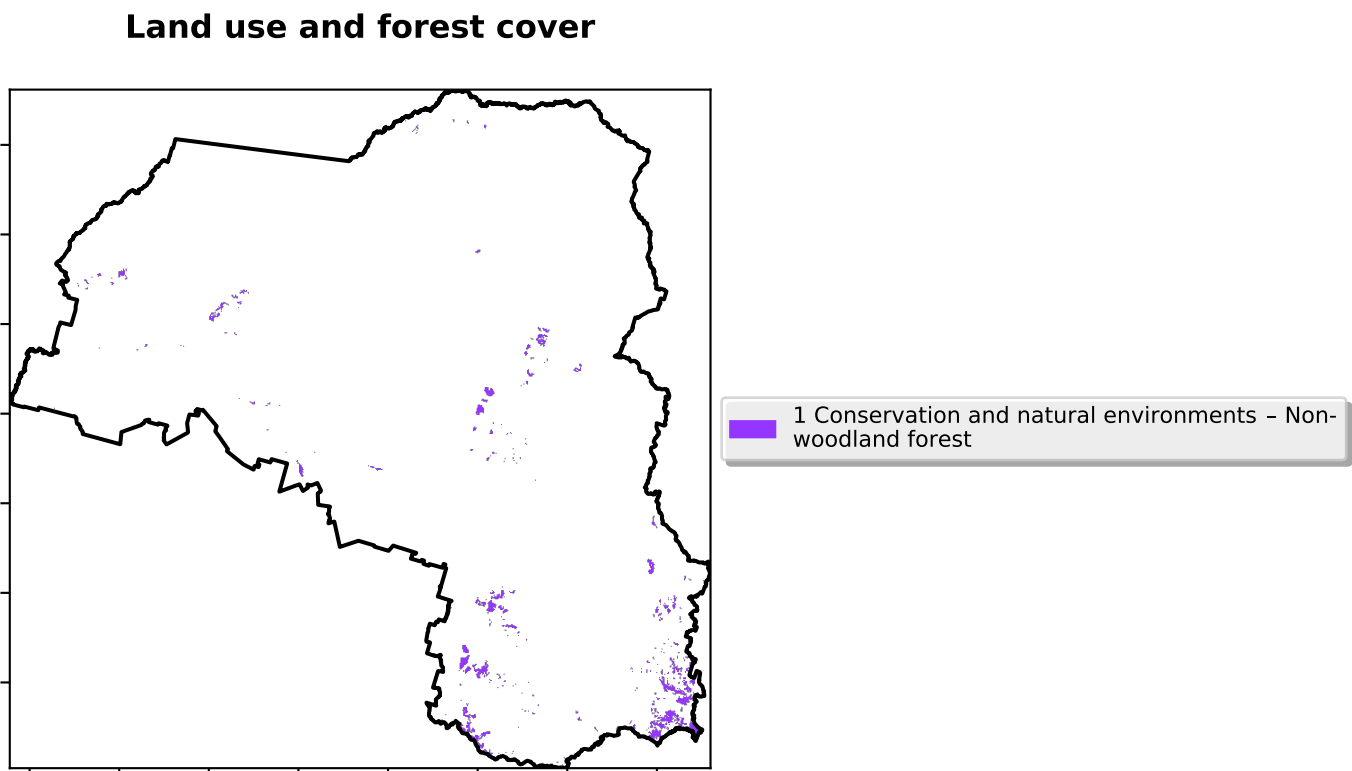 Land use and forest cover
1 Conservation and natural environments – Non-
woodland forest